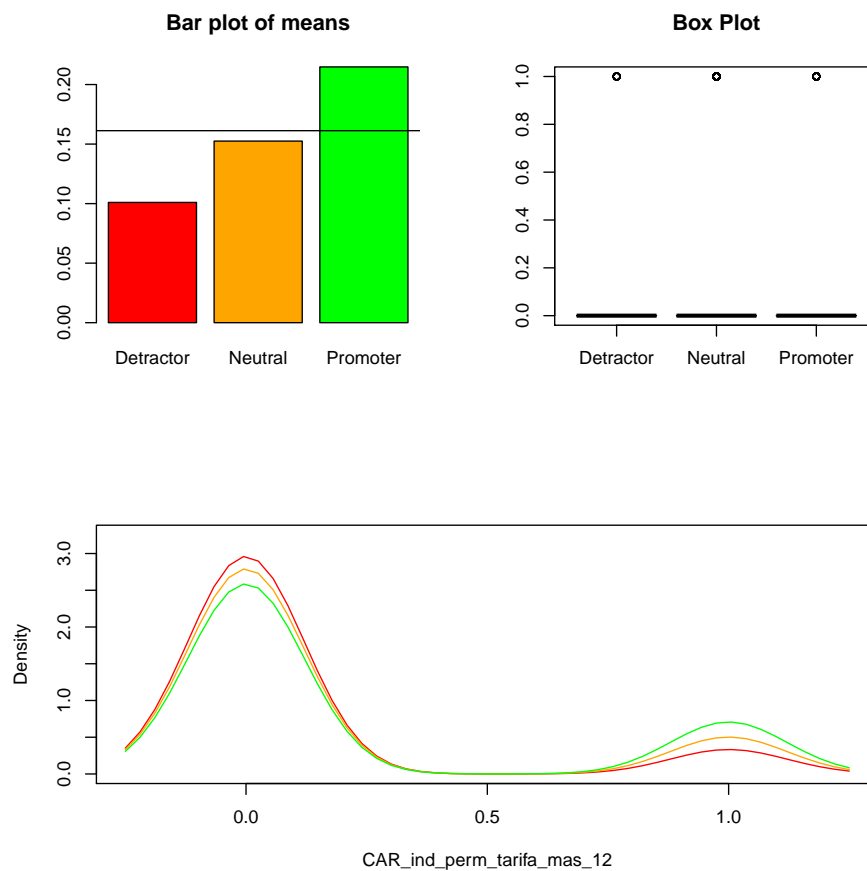 Bar plot of means
0.00 0.05 0.10 0.15 0.20
Detractor Neutral Promoter
Box Plot
0.0 0.2 0.4 0.6 0.8 1.0
Detractor Neutral Promoter
Density
0.0 1.0 2.0 3.0
0.0 0.5 1.0
CAR_ind_perm_tarifa_mas_12